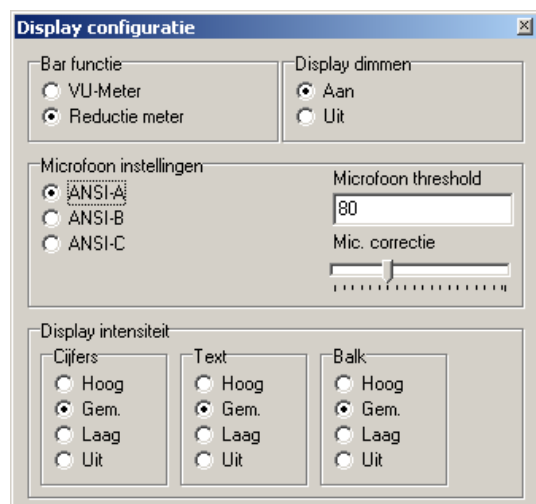 Display configuratie
Bar functie
VU-Meter
Reductie meter
Display dimmen
Aan
Uit
Microfoon instellingen
ANSI-A
ANSI-B
ANSI-C
Microfoon threshold
80
Mic. correctie
Display intensiteit
Cijfers
Hoog
Gem.
Laag
Uit
Text
Hoog
Gem.
Laag
Uit
Balk
Hoog
Gem.
Laag
Uit